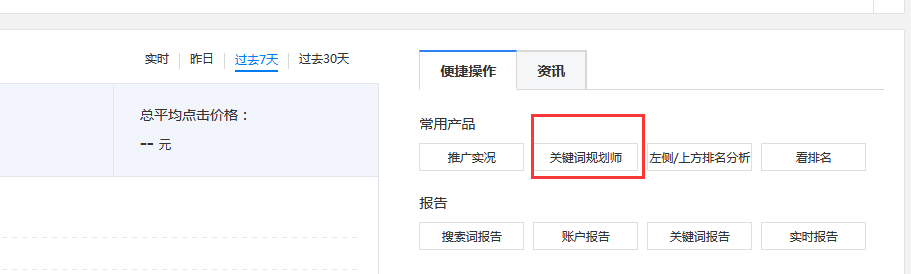 实时 昨日 过去7天 过去30天
便捷操作 资讯
总平均点击价格：
-- 元
常用产品
推广实况 关键词规划师 左侧/上方排名分析 看排名
报告
搜索词报告 账户报告 关键词报告 实时报告